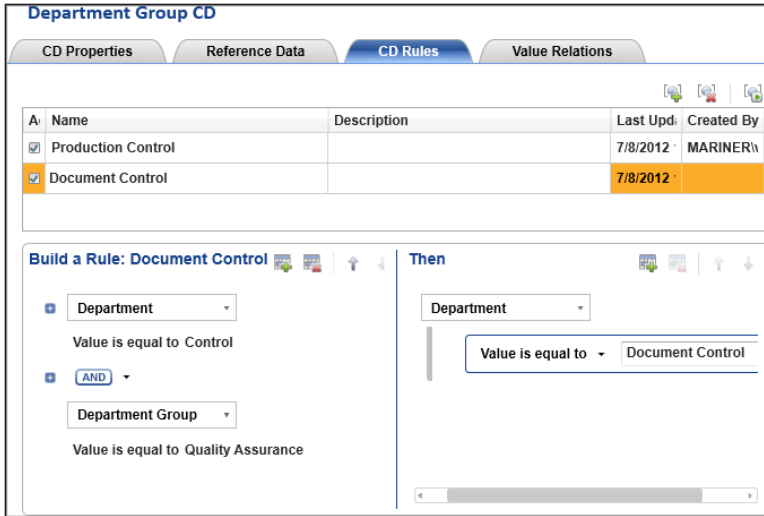 Department Group CD
CD Properties Reference Data CD Rules Value Relations
Name Description Last Upd Created By
Production Control 7/8/2012 MARINER\
Document Control 7/8/2012
Build a Rule: Document Control Then
Department Department
Value is equal to Control Value is equal to Document Control
AND
Department Group
Value is equal to Quality Assurance